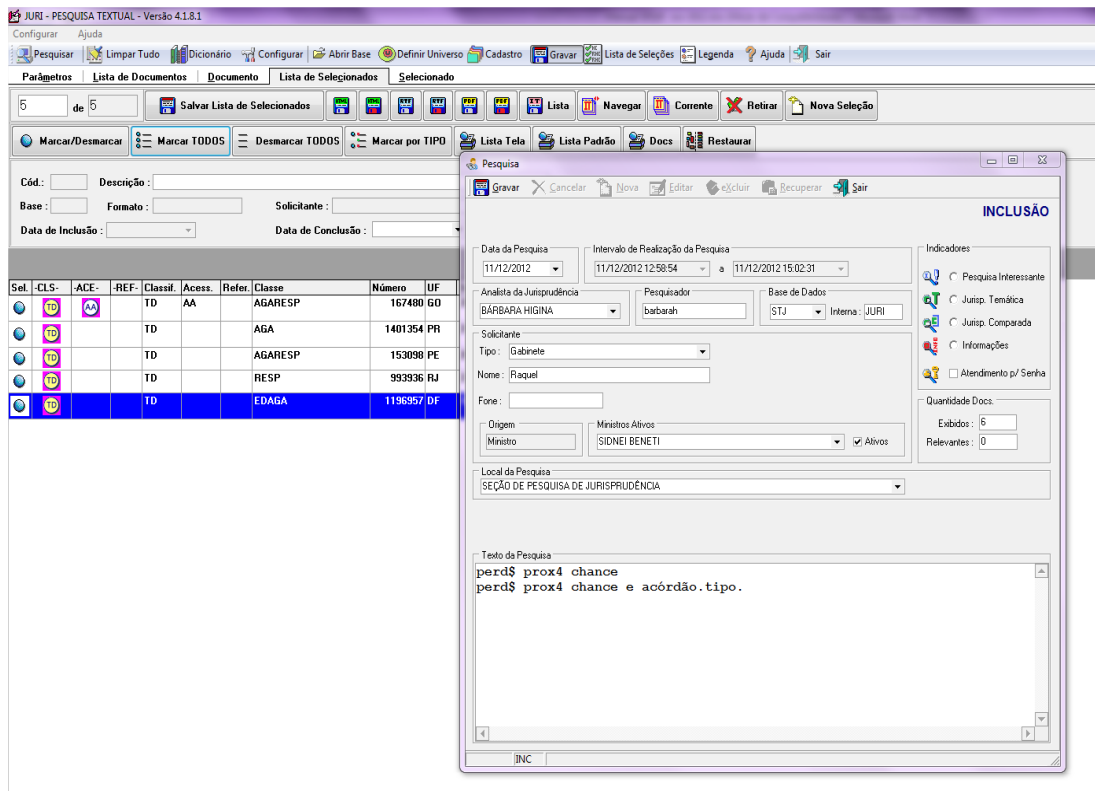 JURI - PESQUISA TEXTUAL - Versão 4.1.8.1
Configurar Ajuda
Pesquisar Limpar Tudo Dicionário Configurar Abrir Base Definir Universo Cadastro Gravar Lista de Seleções Legenda Ajuda Sair
Parâmetros Lista de Documentos Documento Lista de Selecionados Selecionado
5 de 5 Salvar Lista de Selecionados Lista Navegar Corrente Retirar Nova Seleção
Marcar/Desmarcar Marcar TODOS Desmarcar TODOS Marcar por TIPO Lista Tela Lista Padrão Docs Restaurar
Cód.: Descrição :
Base : Formato : Solicitante :
Data de Inclusão : Data de Conclusão :
Sel. -CLS- -ACE- -REF- Classif. Acess. Refer. Classe Número UF
TD AA TD AA AGARESP 167480 GO
TD TD AGA 1401354 PR
TD TD AGARESP 153098 PE
TD TD RESP 993936 RJ
TD TD EDAGA 1196957 DF
Pesquisa
Gravar Cancelar Nova Editar eXcluir Recuperar Sair
INCLUSÃO
Data da Pesquisa Intervalo de Realização da Pesquisa
11/12/2012 11/12/2012 12:58:54 a 11/12/2012 15:02:31
Analista da Jurisprudência Pesquisador Base de Dados
BÁRBARA HIGINA barbarah STJ Interna : JURI
Solicitante
Tipo : Gabinete
Nome : Raquel
Fone :
Origem Ministros Ativos
Ministro SIDNEI BENETI Ativos
Local da Pesquisa
SEÇÃO DE PESQUISA DE JURISPRUDÊNCIA
Indicadores
Pesquisa Interessante
Jurisp. Temática
Jurisp. Comparada
Informações
Atendimento p/ Senha
Quantidade Docs.
Exibidos : 6
Relevantes : 0
Texto da Pesquisa
perd$ prox4 chance
perd$ prox4 chance e acórdão.tipo.
INC